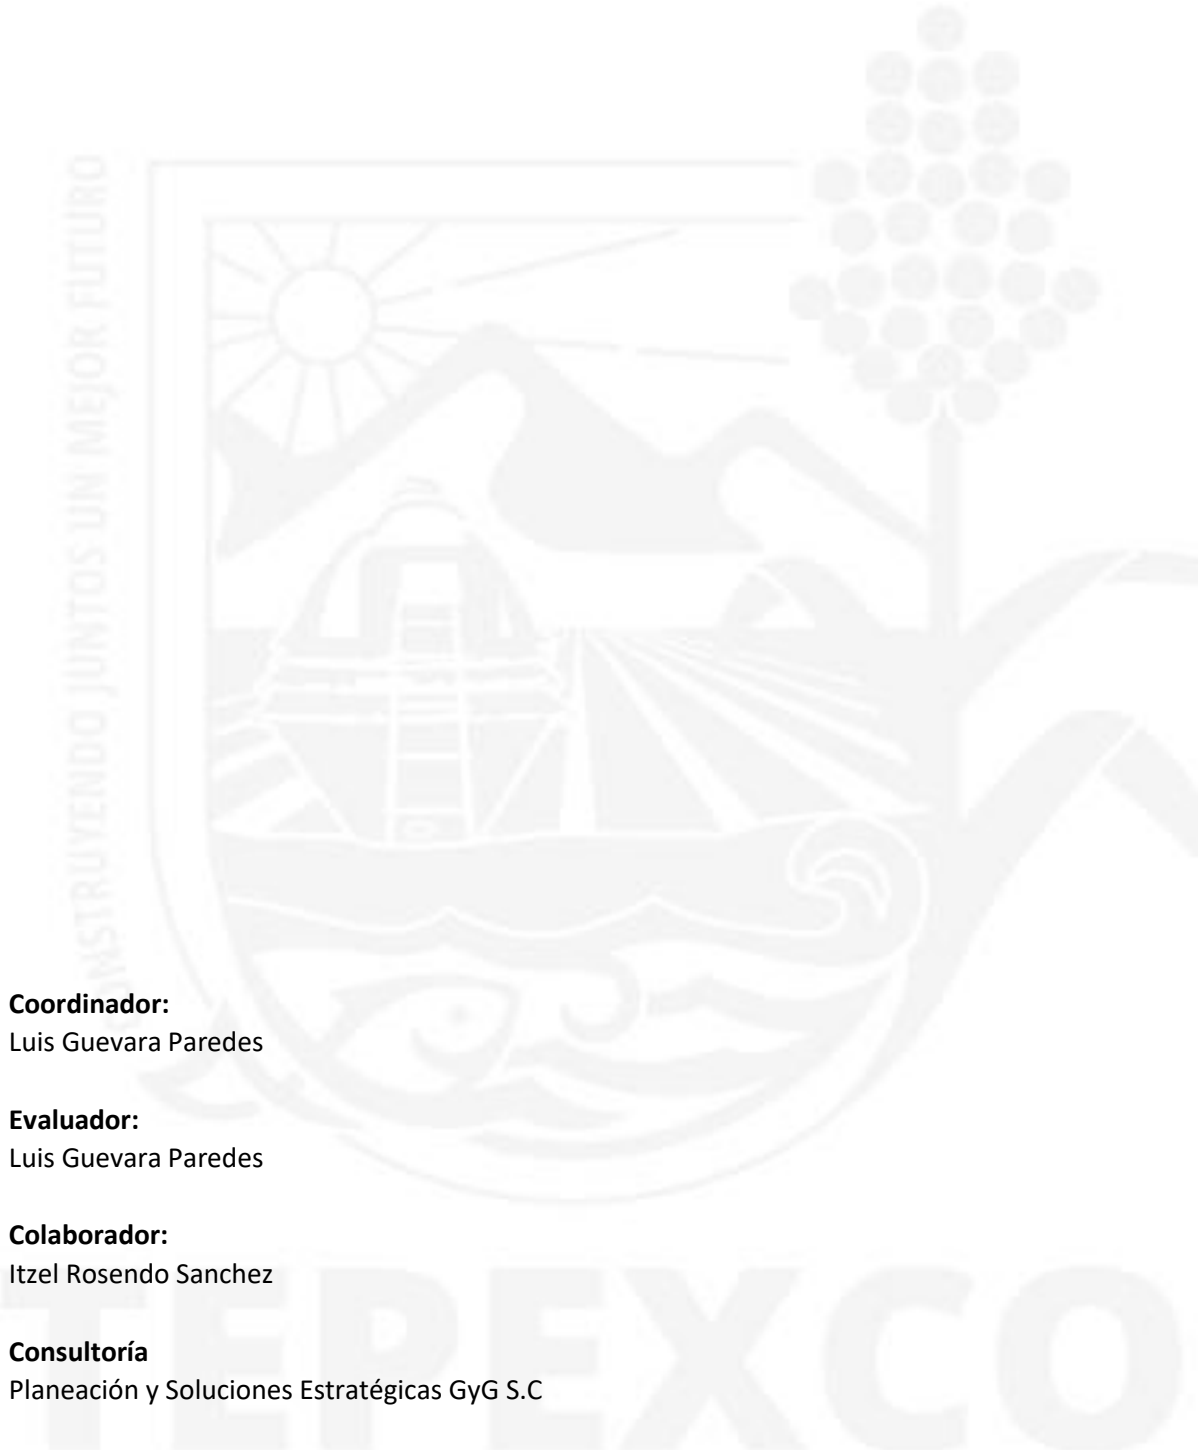 CONSTRUYENDO JUNTOS UN MEJOR FUTURO
Coordinador:
Luis Guevara Paredes
Evaluador:
Luis Guevara Paredes
Colaborador:
Itzel Rosendo Sanchez
Consultoría
Planeación y Soluciones Estratégicas GyG S.C
TEPEXCO